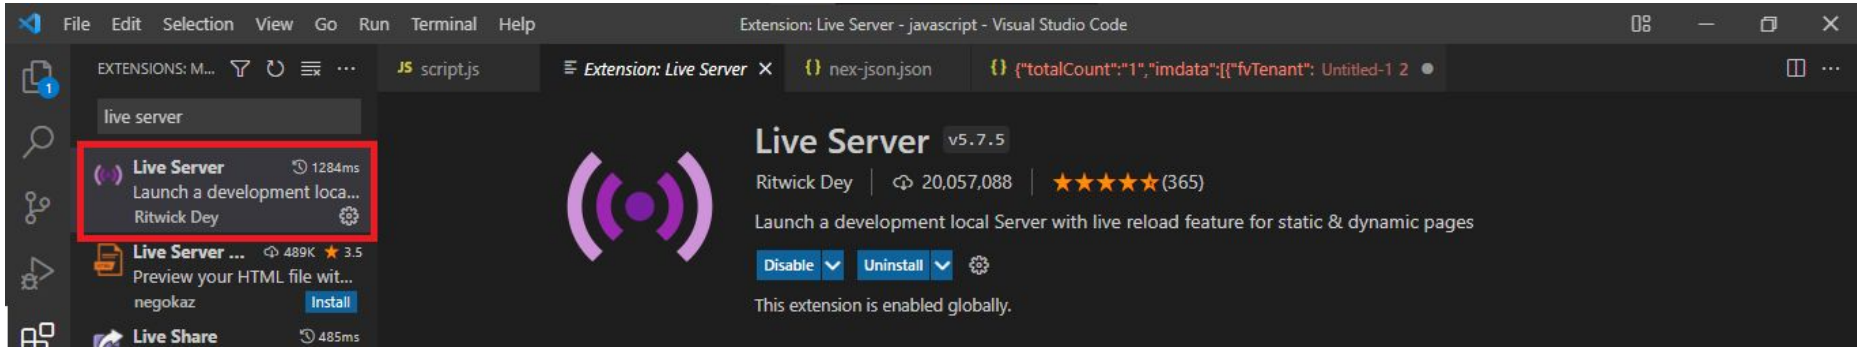 File Edit Selection View Go Run Terminal Help
Extension: Live Server - javascript - Visual Studio Code
EXTENSIONS: M...
JS script.js
Extension: Live Server
{} nex-json.json
{} {"totalCount":"1","imdata":[{"fvTenant": Untitled-1 2
1
live server
Live Server 1284ms
Launch a development loca...
Ritwick Dey
Live Server ... 489K ★ 3.5
Preview your HTML file wit...
negokaz Install
Live Share 485ms
Live Server v5.7.5
Ritwick Dey 20,057,088 ★★★★★(365)
Launch a development local Server with live reload feature for static & dynamic pages
Disable Uninstall
This extension is enabled globally.